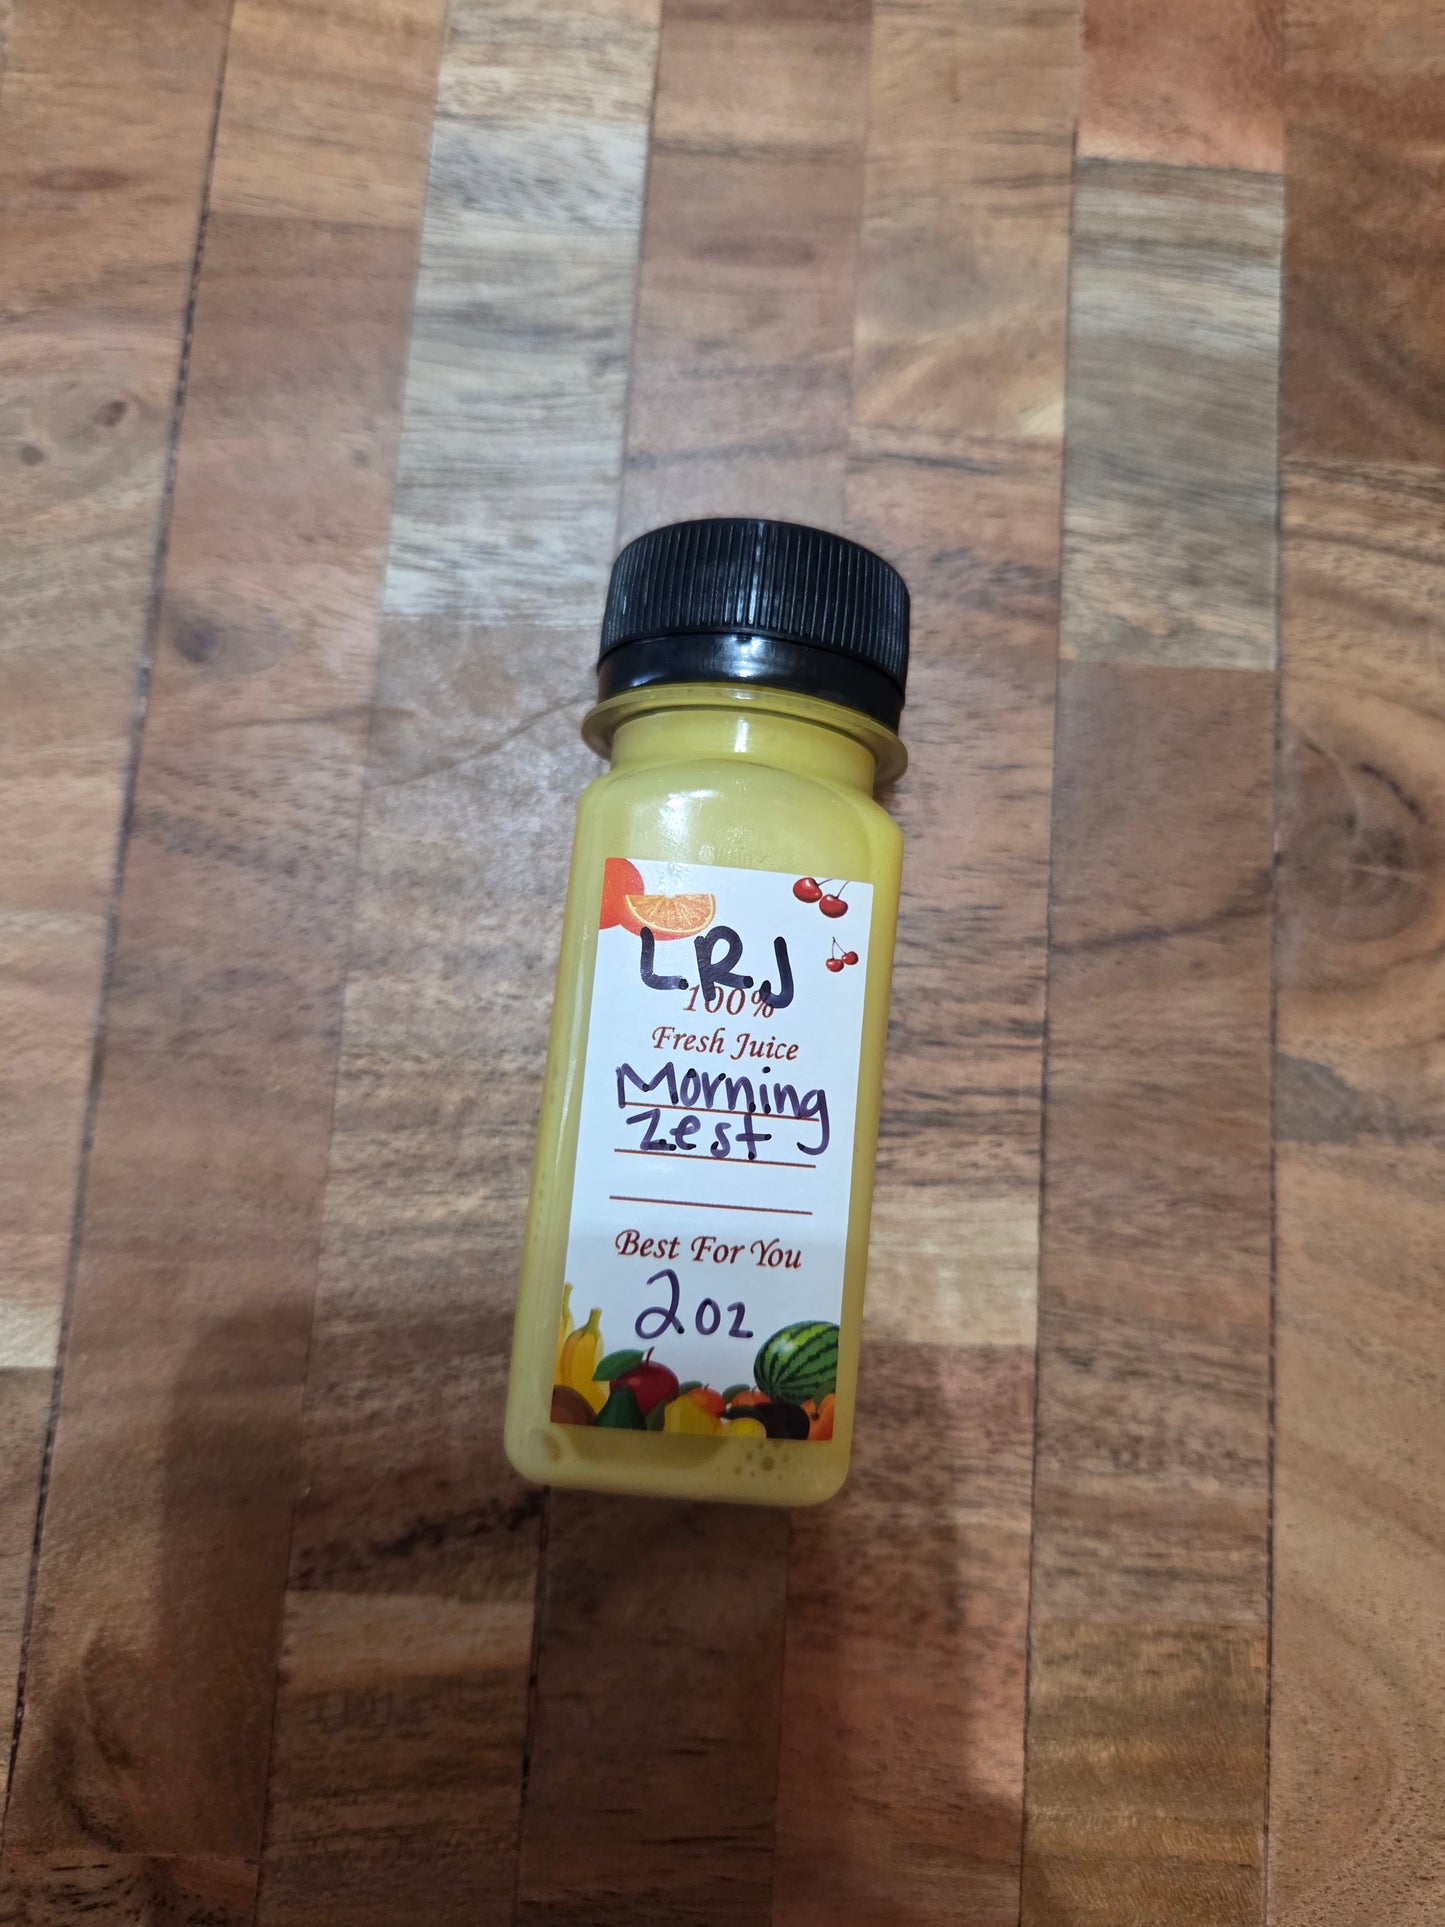 L.R.J
100%
Fresh Juice
Morning
Zest
Best For You
2oz